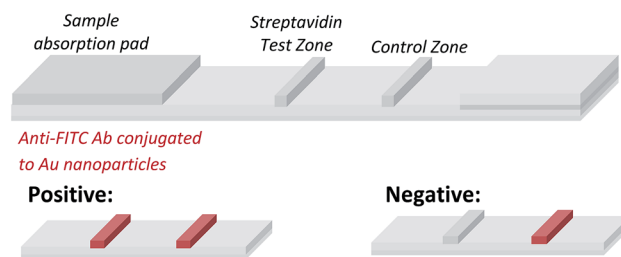 Sample
absorption pad
Streptavidin
Test Zone
Control Zone
Anti-FITC Ab conjugated
to Au nanoparticles
Positive:
Negative: